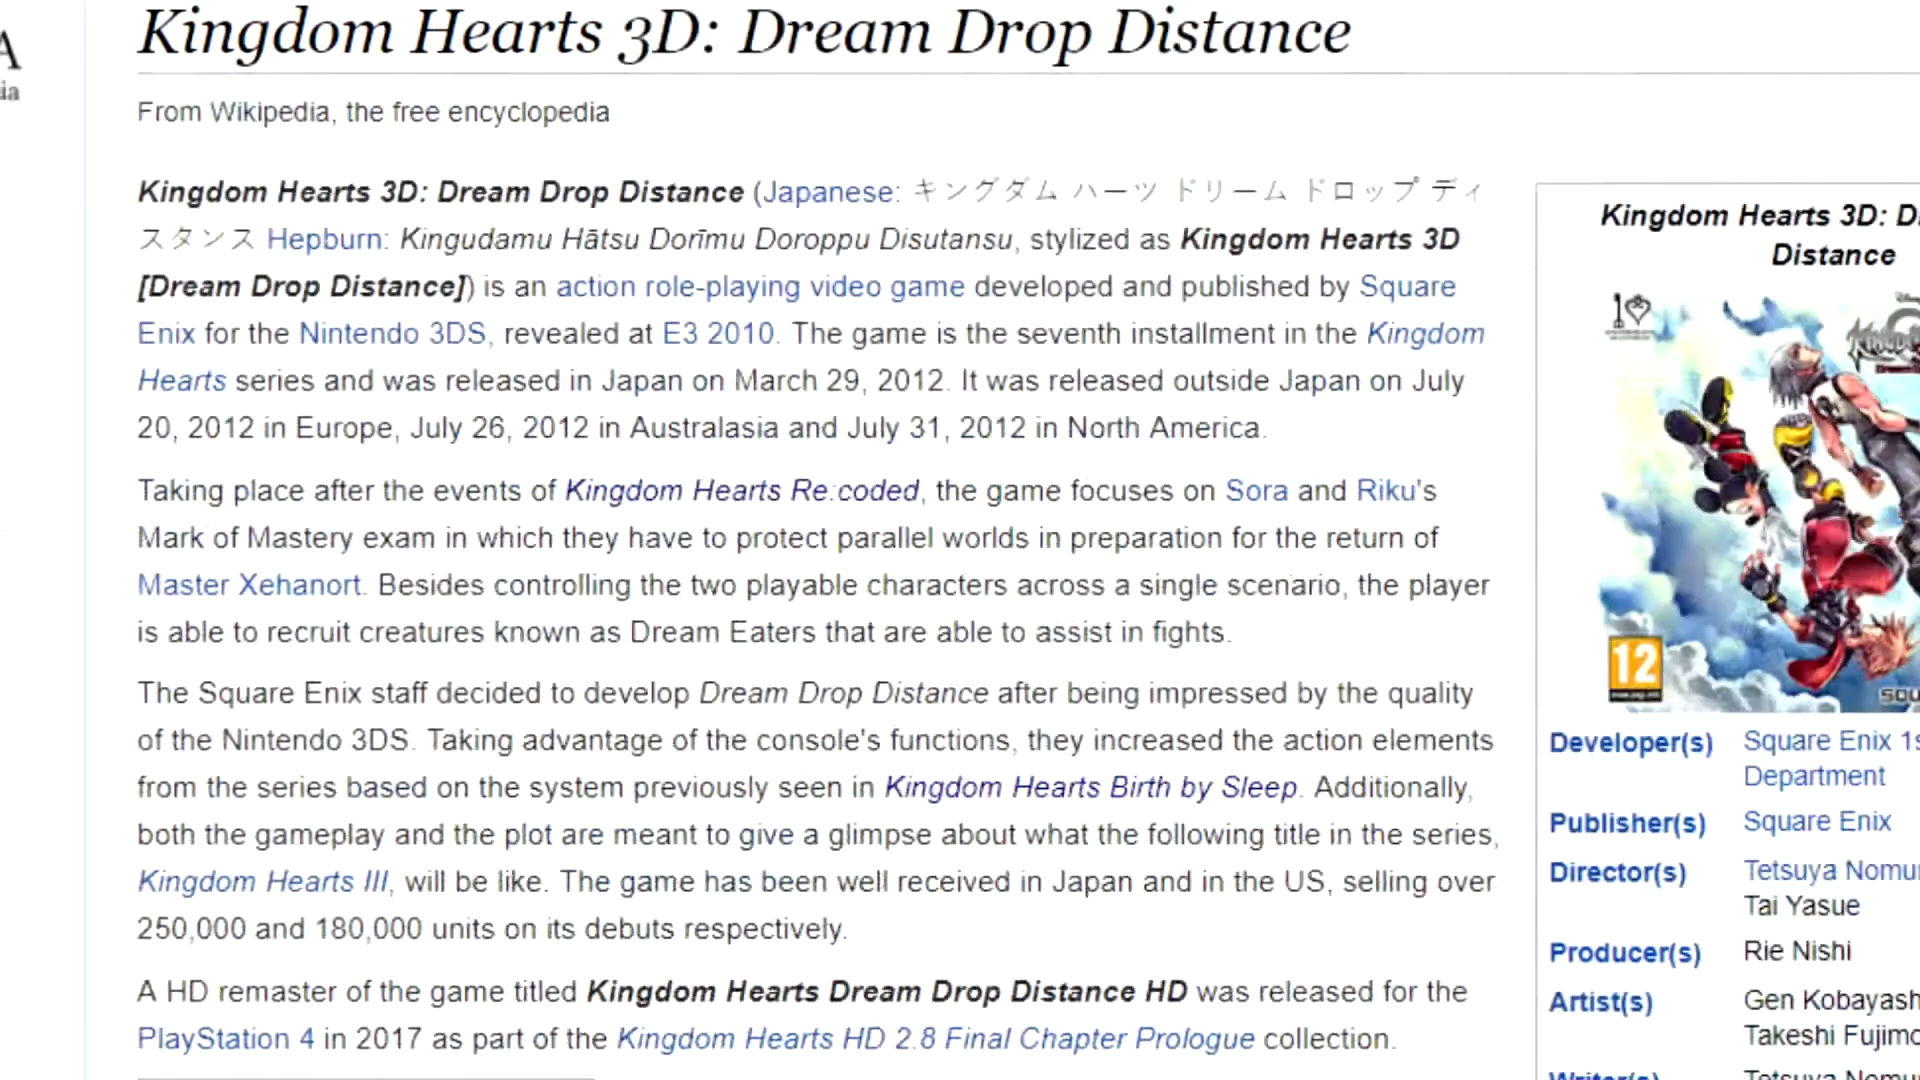 A
ia
Kingdom Hearts 3D: Dream Drop Distance
From Wikipedia, the free encyclopedia
Kingdom Hearts 3D: Dream Drop Distance (Japanese: キングダム ハーツ ドリーム ドロップ ディ
スタンス Hepburn: Kingudamu Hātsu Dorīmu Doroppu Disutansu, stylized as Kingdom Hearts 3D
[Dream Drop Distance]) is an action role-playing video game developed and published by Square
Enix for the Nintendo 3DS, revealed at E3 2010. The game is the seventh installment in the Kingdom
Hearts series and was released in Japan on March 29, 2012. It was released outside Japan on July
20, 2012 in Europe, July 26, 2012 in Australasia and July 31, 2012 in North America.
Taking place after the events of Kingdom Hearts Re:coded, the game focuses on Sora and Riku's
Mark of Mastery exam in which they have to protect parallel worlds in preparation for the return of
Master Xehanort. Besides controlling the two playable characters across a single scenario, the player
is able to recruit creatures known as Dream Eaters that are able to assist in fights.
The Square Enix staff decided to develop Dream Drop Distance after being impressed by the quality
of the Nintendo 3DS. Taking advantage of the console's functions, they increased the action elements
from the series based on the system previously seen in Kingdom Hearts Birth by Sleep. Additionally,
both the gameplay and the plot are meant to give a glimpse about what the following title in the series,
Kingdom Hearts III, will be like. The game has been well received in Japan and in the US, selling over
250,000 and 180,000 units on its debuts respectively.
A HD remaster of the game titled Kingdom Hearts Dream Drop Distance HD was released for the
PlayStation 4 in 2017 as part of the Kingdom Hearts HD 2.8 Final Chapter Prologue collection.
Kingdom Hearts 3D: D
Distance
12
squ
Developer(s) Square Enix 1s
Department
Publisher(s) Square Enix
Director(s) Tetsuya Nomu
Tai Yasue
Producer(s) Rie Nishi
Artist(s) Gen Kobayash
Takeshi Fujimo
Writer(s) Tetsuya Nomu